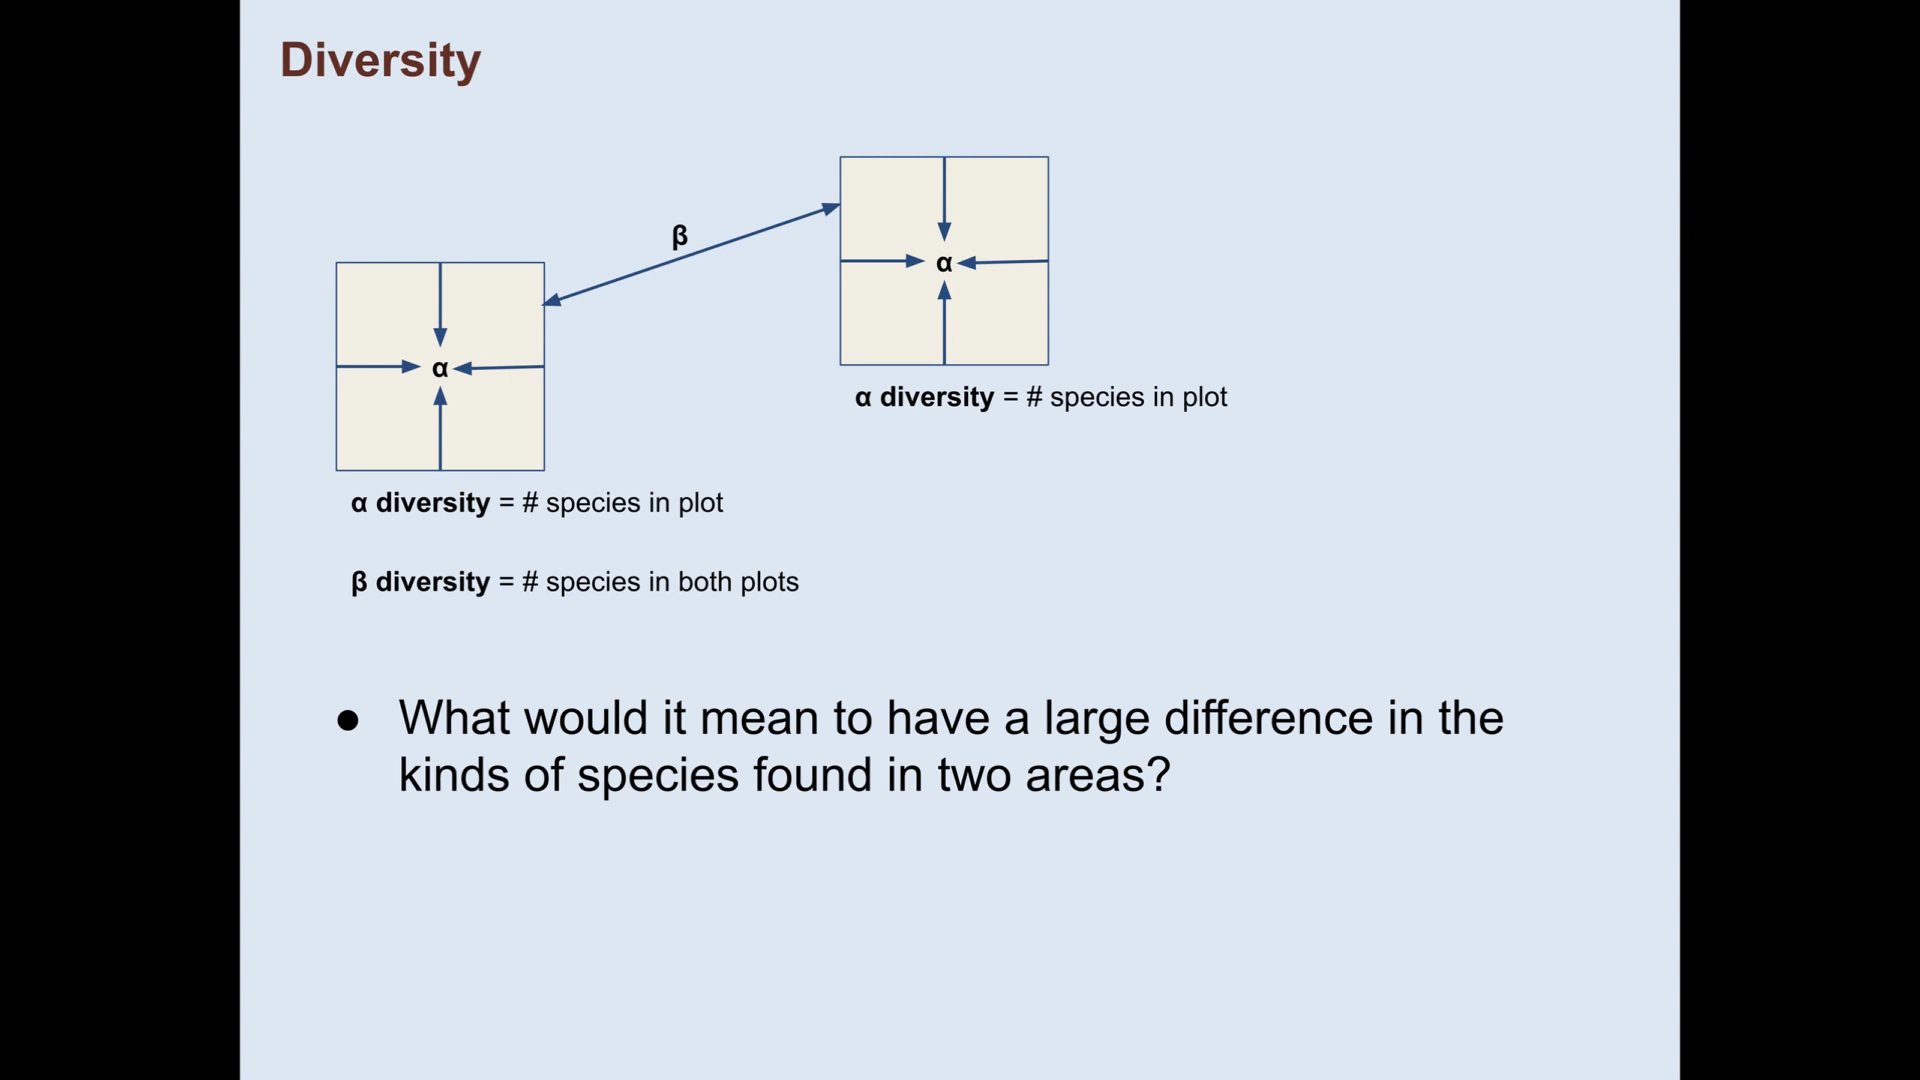 Diversity
β
α
α
α diversity = # species in plot
α diversity = # species in plot
β diversity = # species in both plots
● What would it mean to have a large difference in the
kinds of species found in two areas?